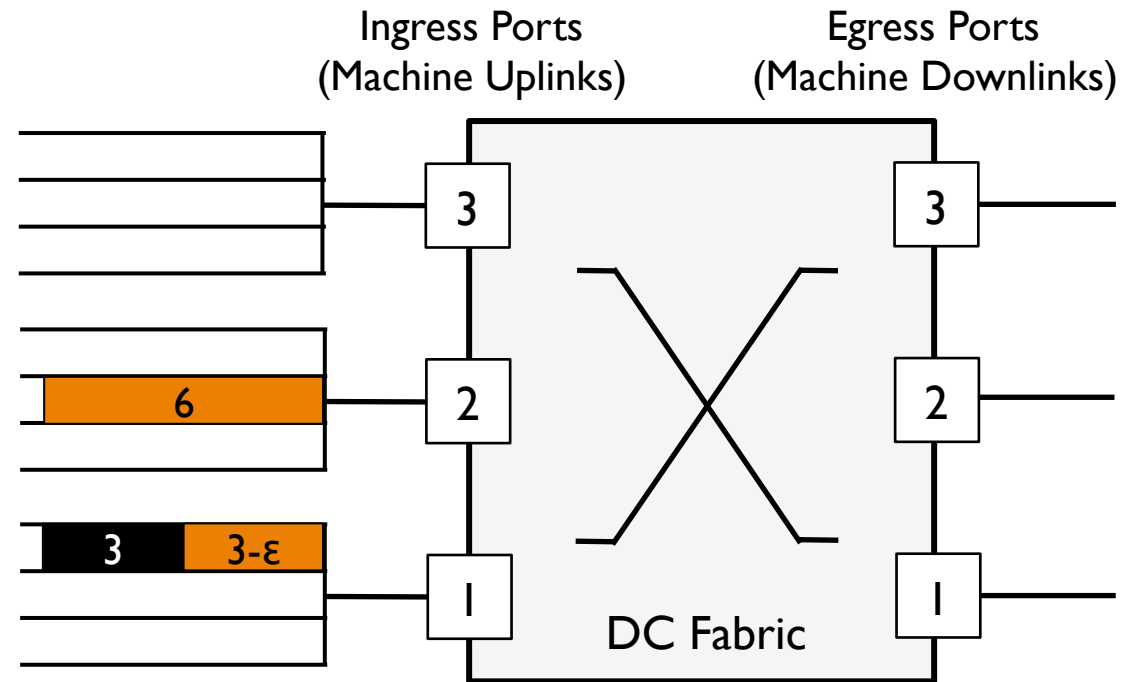 Ingress Ports
(Machine Uplinks)
Egress Ports
(Machine Downlinks)
3
3
6
2
2
3
3-ε
1
1
DC Fabric